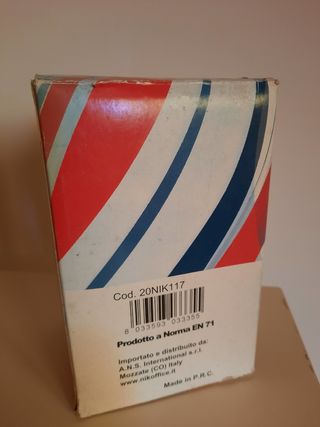 Cod. 20NIK117
8 033593 033355
Prodotto a Norma EN 71
Importato e distribuito da:
A.N.S. International s.r.l.
Mozzate (CO) Italy
www.nikoffice.it
Made in P.R.C.